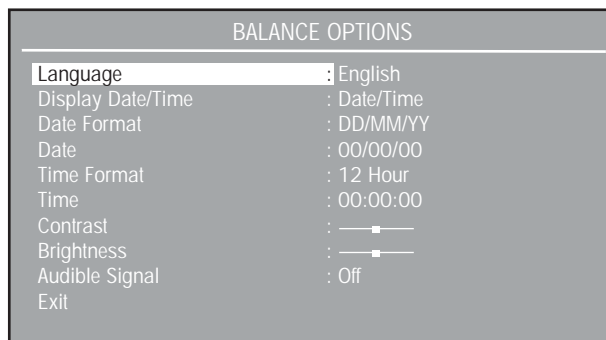 BALANCE OPTIONS
Language : English
Display Date/Time : Date/Time
Date Format : DD/MM/YY
Date : 00/00/00
Time Format : 12 Hour
Time : 00:00:00
Contrast :
Brightness :
Audible Signal : Off
Exit